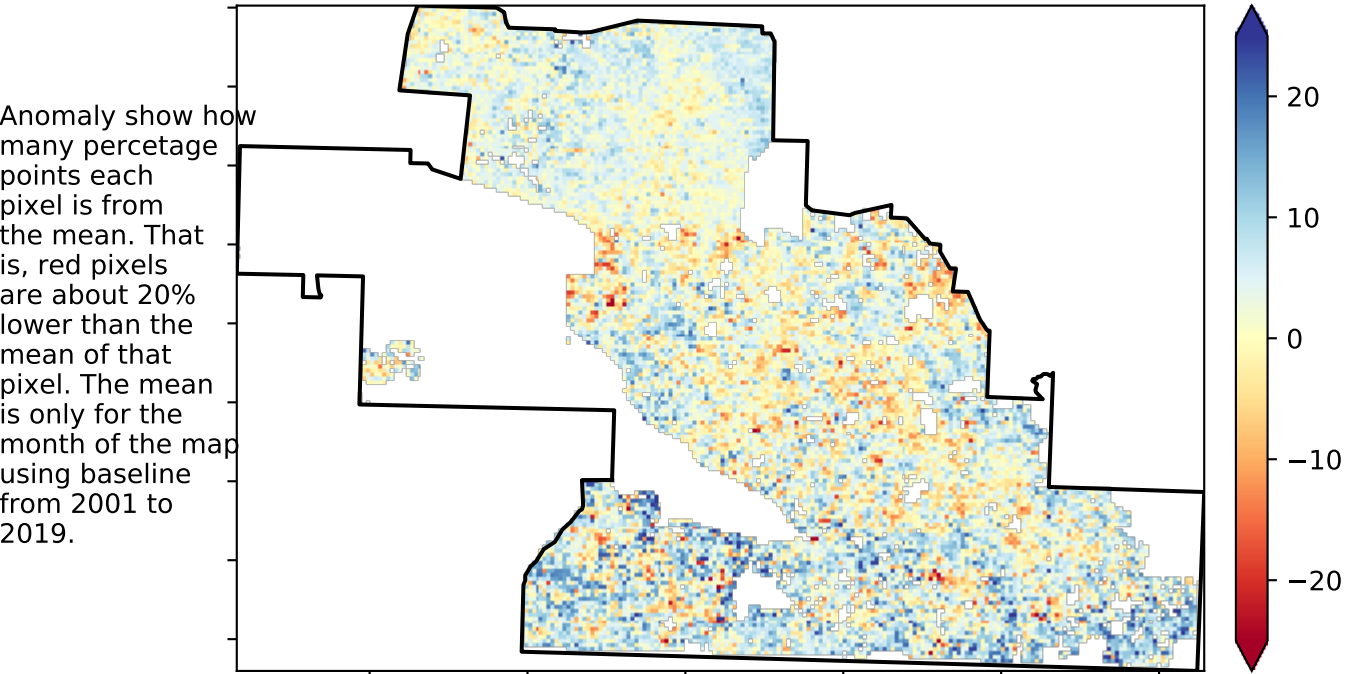 Anomaly show how
many percetage
points each
pixel is from
the mean. That
is, red pixels
are about 20%
lower than the
mean of that
pixel. The mean
is only for the
month of the map
using baseline
from 2001 to
2019.
20
10
0
−10
−20